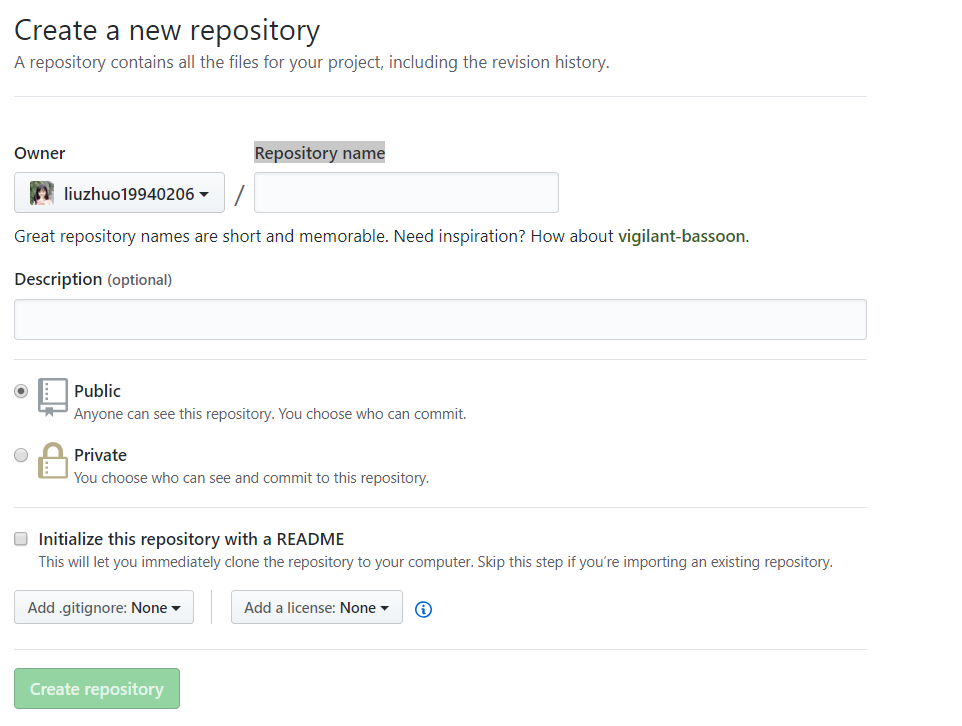 Create a new repository
A repository contains all the files for your project, including the revision history.
Owner
Repository name
liuzhuo19940206
/
Great repository names are short and memorable. Need inspiration? How about vigilant-bassoon.
Description (optional)
Public
Anyone can see this repository. You choose who can commit.
Private
You choose who can see and commit to this repository.
Initialize this repository with a README
This will let you immediately clone the repository to your computer. Skip this step if you’re importing an existing repository.
Add .gitignore: None
Add a license: None
Create repository